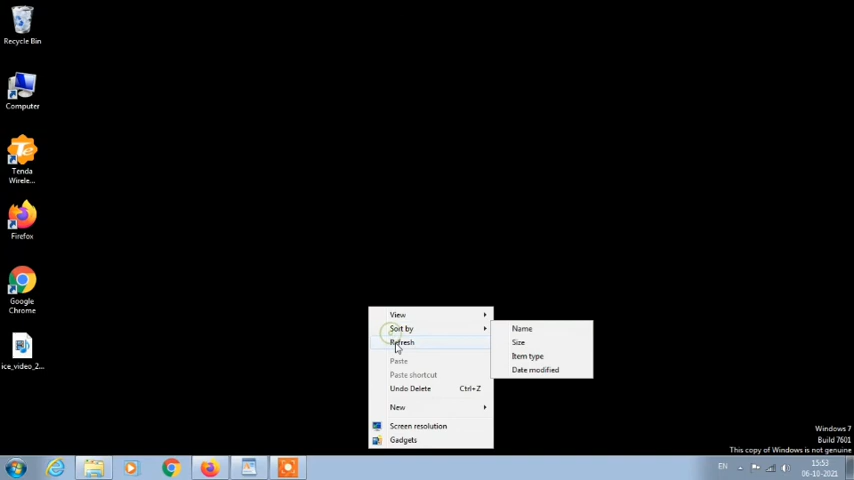 Recycle Bin
Computer
Tenda
Wirele...
Firefox
Google
Chrome
ice_video_2...
View
Sort by
Refresh
Paste
Paste shortcut
Undo Delete Ctrl+Z
New
Screen resolution
Gadgets
Name
Size
Item type
Date modified
Windows 7
Build 7601
This copy of Windows is not genuine
EN
15:53
06-10-2021